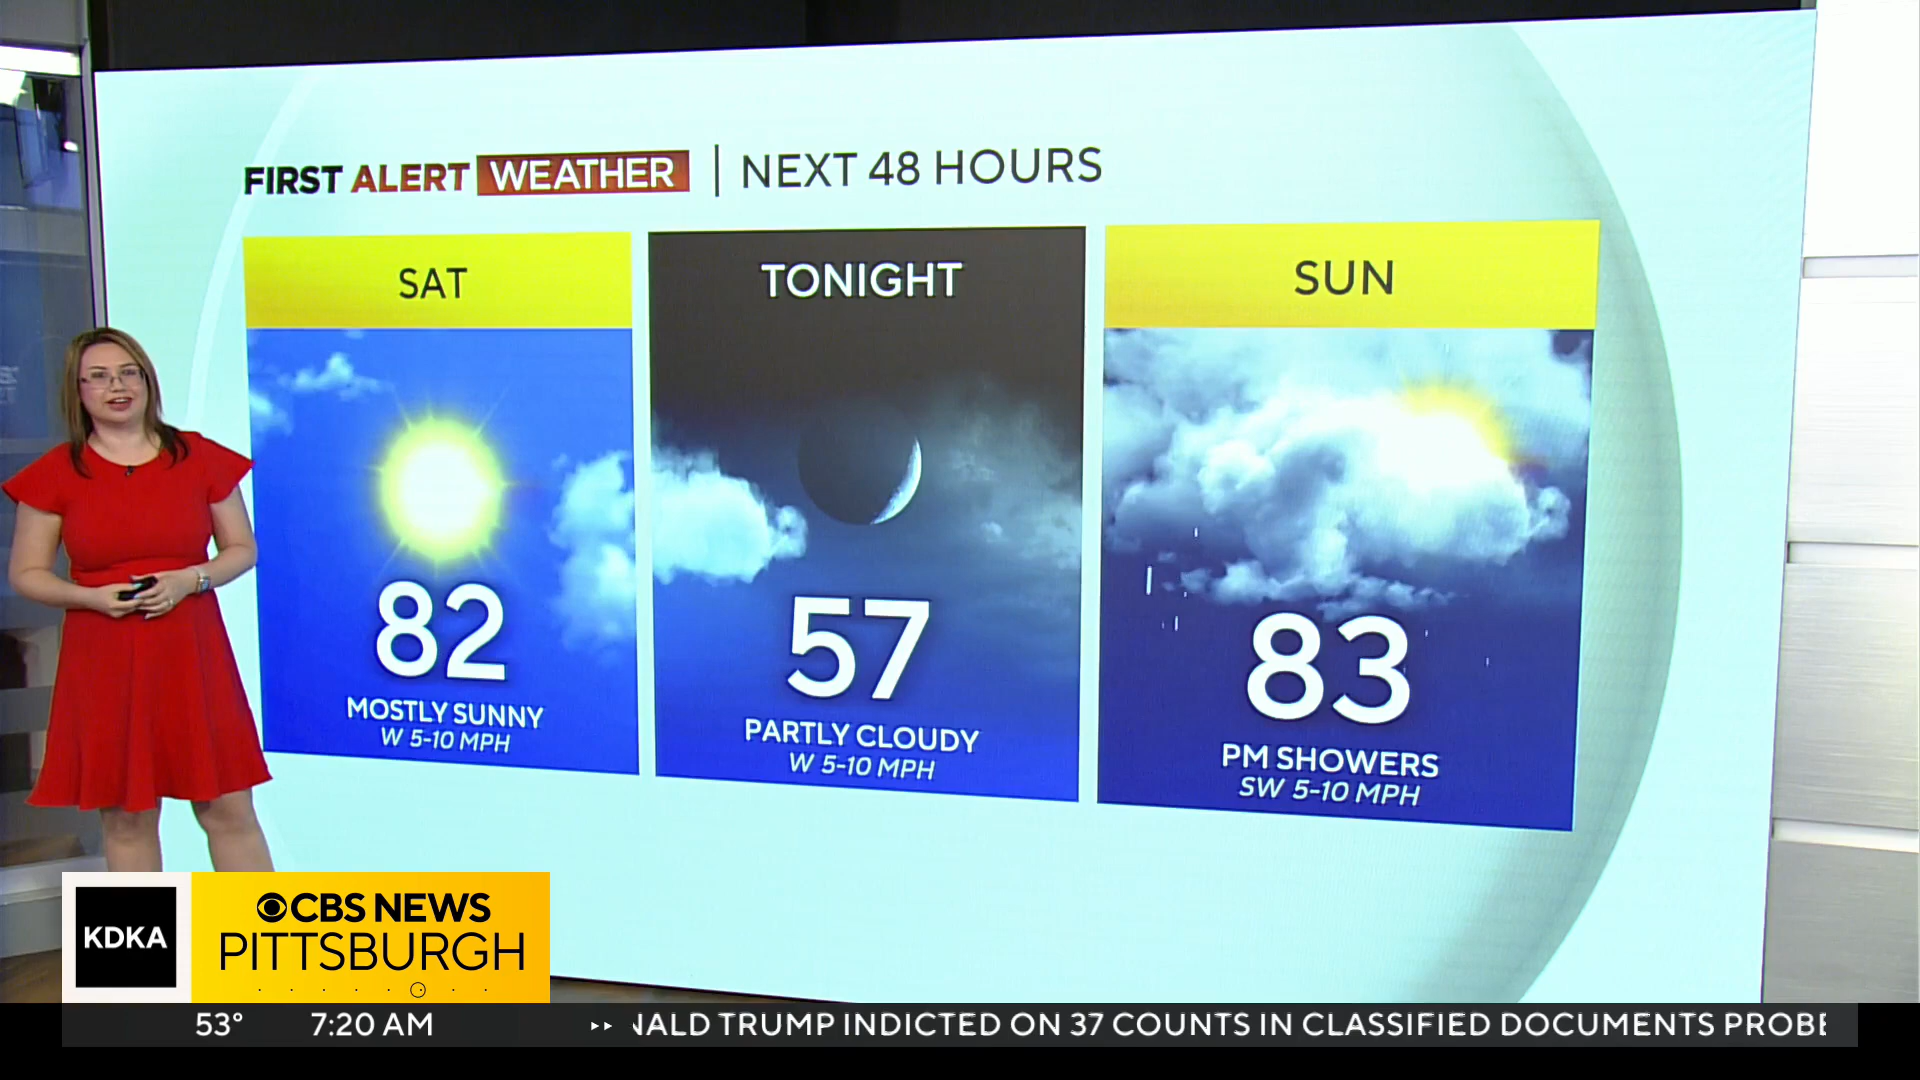 FIRST ALERT WEATHER | NEXT 48 HOURS
SAT
82
MOSTLY SUNNY
W 5-10 MPH
TONIGHT
57
PARTLY CLOUDY
W 5-10 MPH
SUN
83
PM SHOWERS
SW 5-10 MPH
KDKA
CBS NEWS
PITTSBURGH
53° 7:20 AM NALD TRUMP INDICTED ON 37 COUNTS IN CLASSIFIED DOCUMENTS PROBE